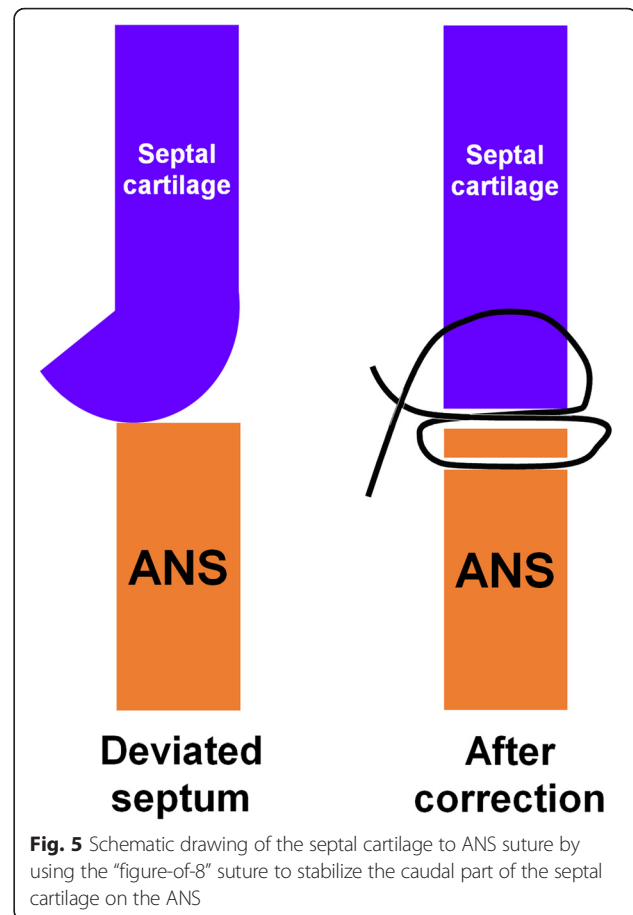 Septal
cartilage
Septal
cartilage
ANS
ANS
Deviated
septum
After
correction
Fig. 5 Schematic drawing of the septal cartilage to ANS suture by
using the “figure-of-8” suture to stabilize the caudal part of the septal
cartilage on the ANS